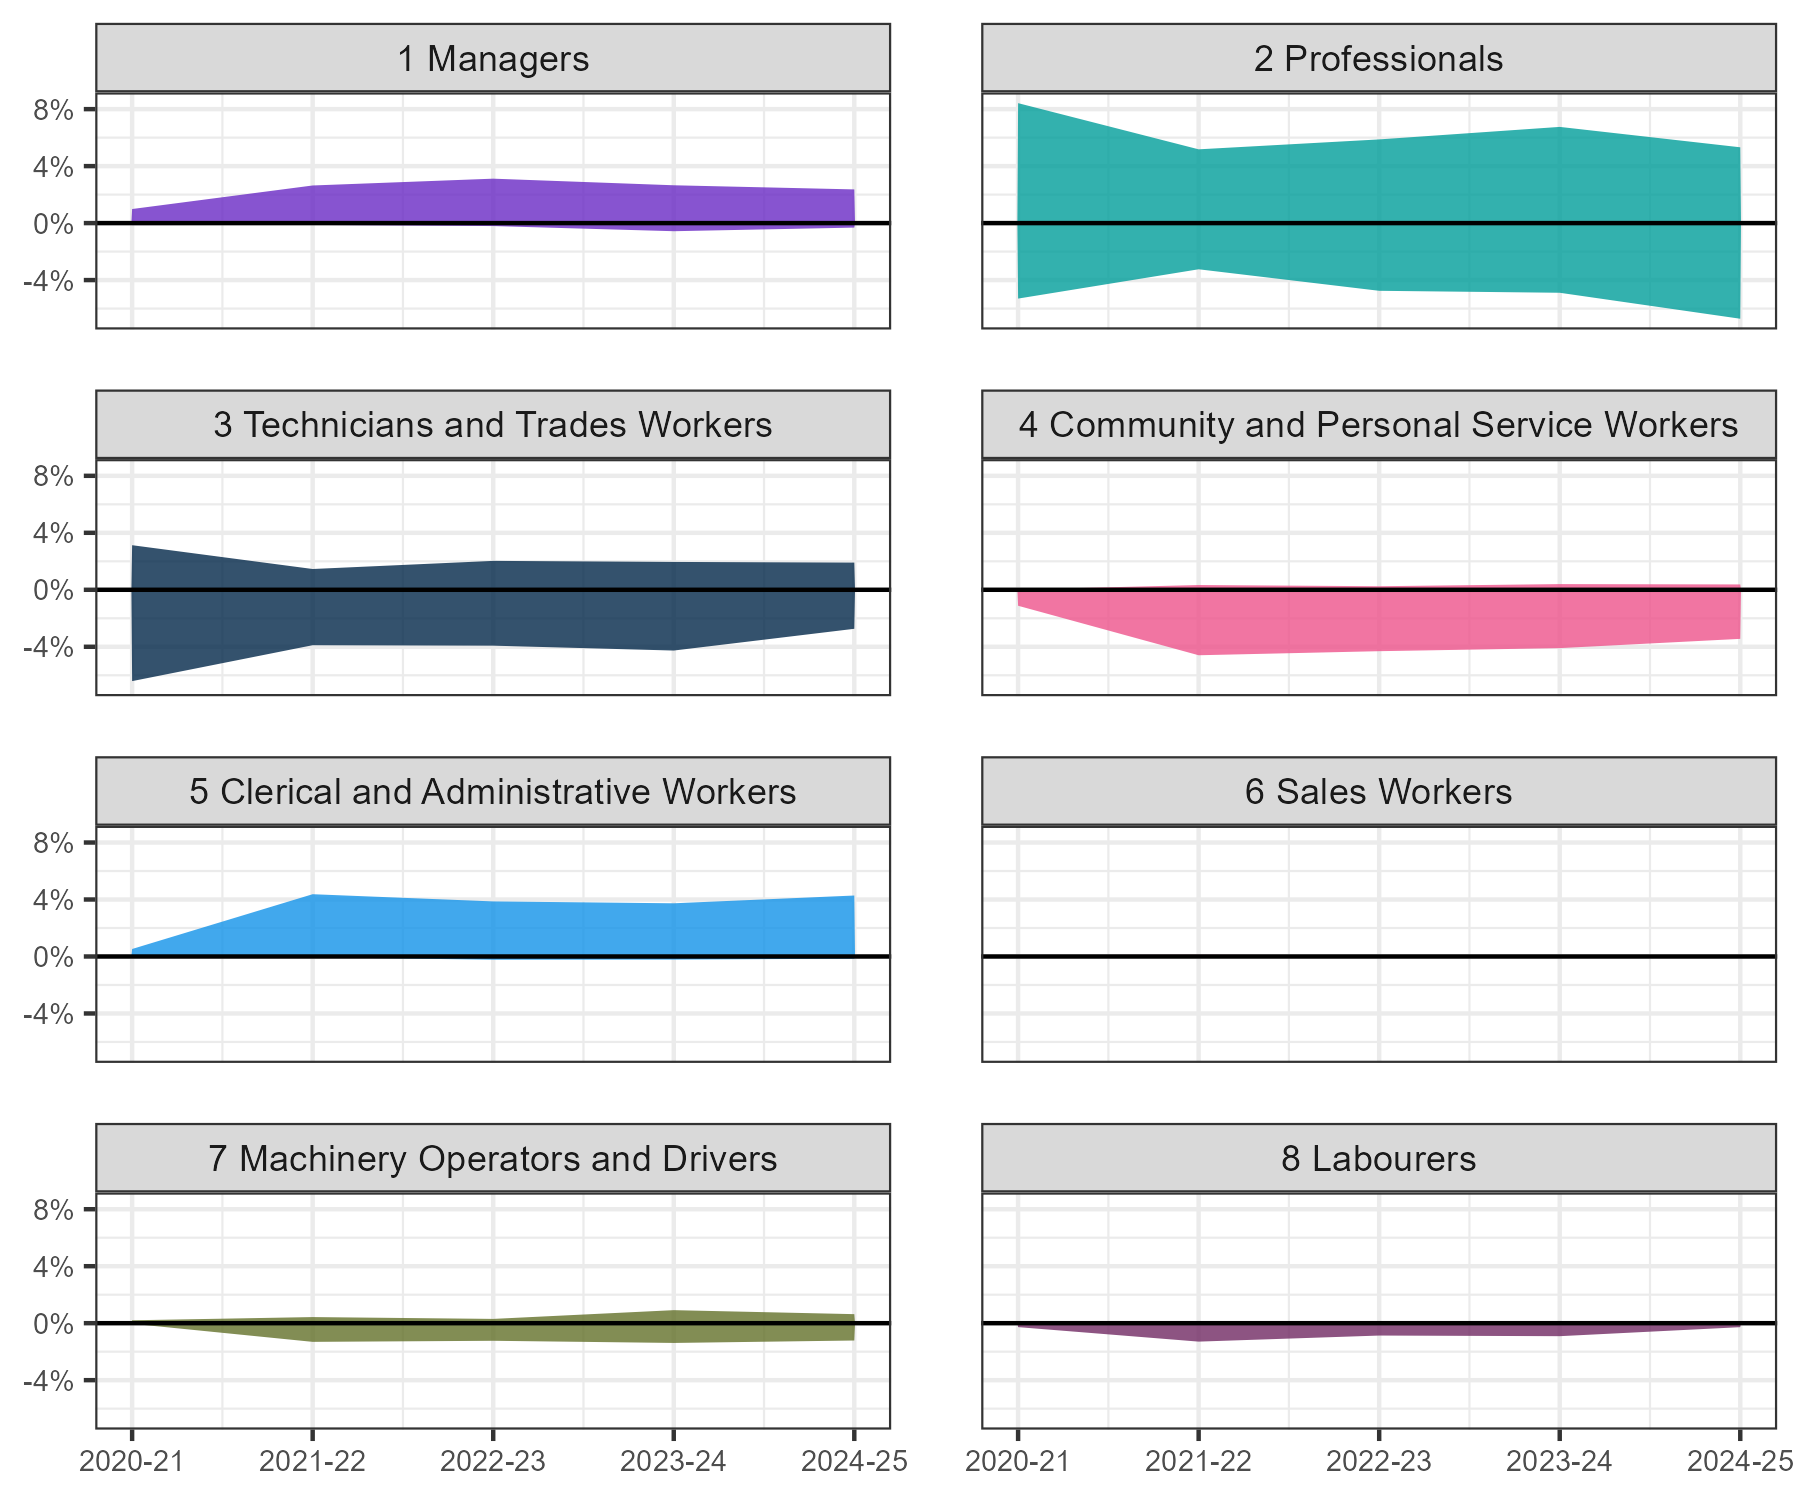 1 Managers
2 Professionals
8%
4%
0%
-4%
3 Technicians and Trades Workers
4 Community and Personal Service Workers
8%
4%
0%
-4%
5 Clerical and Administrative Workers
6 Sales Workers
8%
4%
0%
-4%
7 Machinery Operators and Drivers
8 Labourers
8%
4%
0%
-4%
2020-21 2021-22 2022-23 2023-24 2024-25
2020-21 2021-22 2022-23 2023-24 2024-25